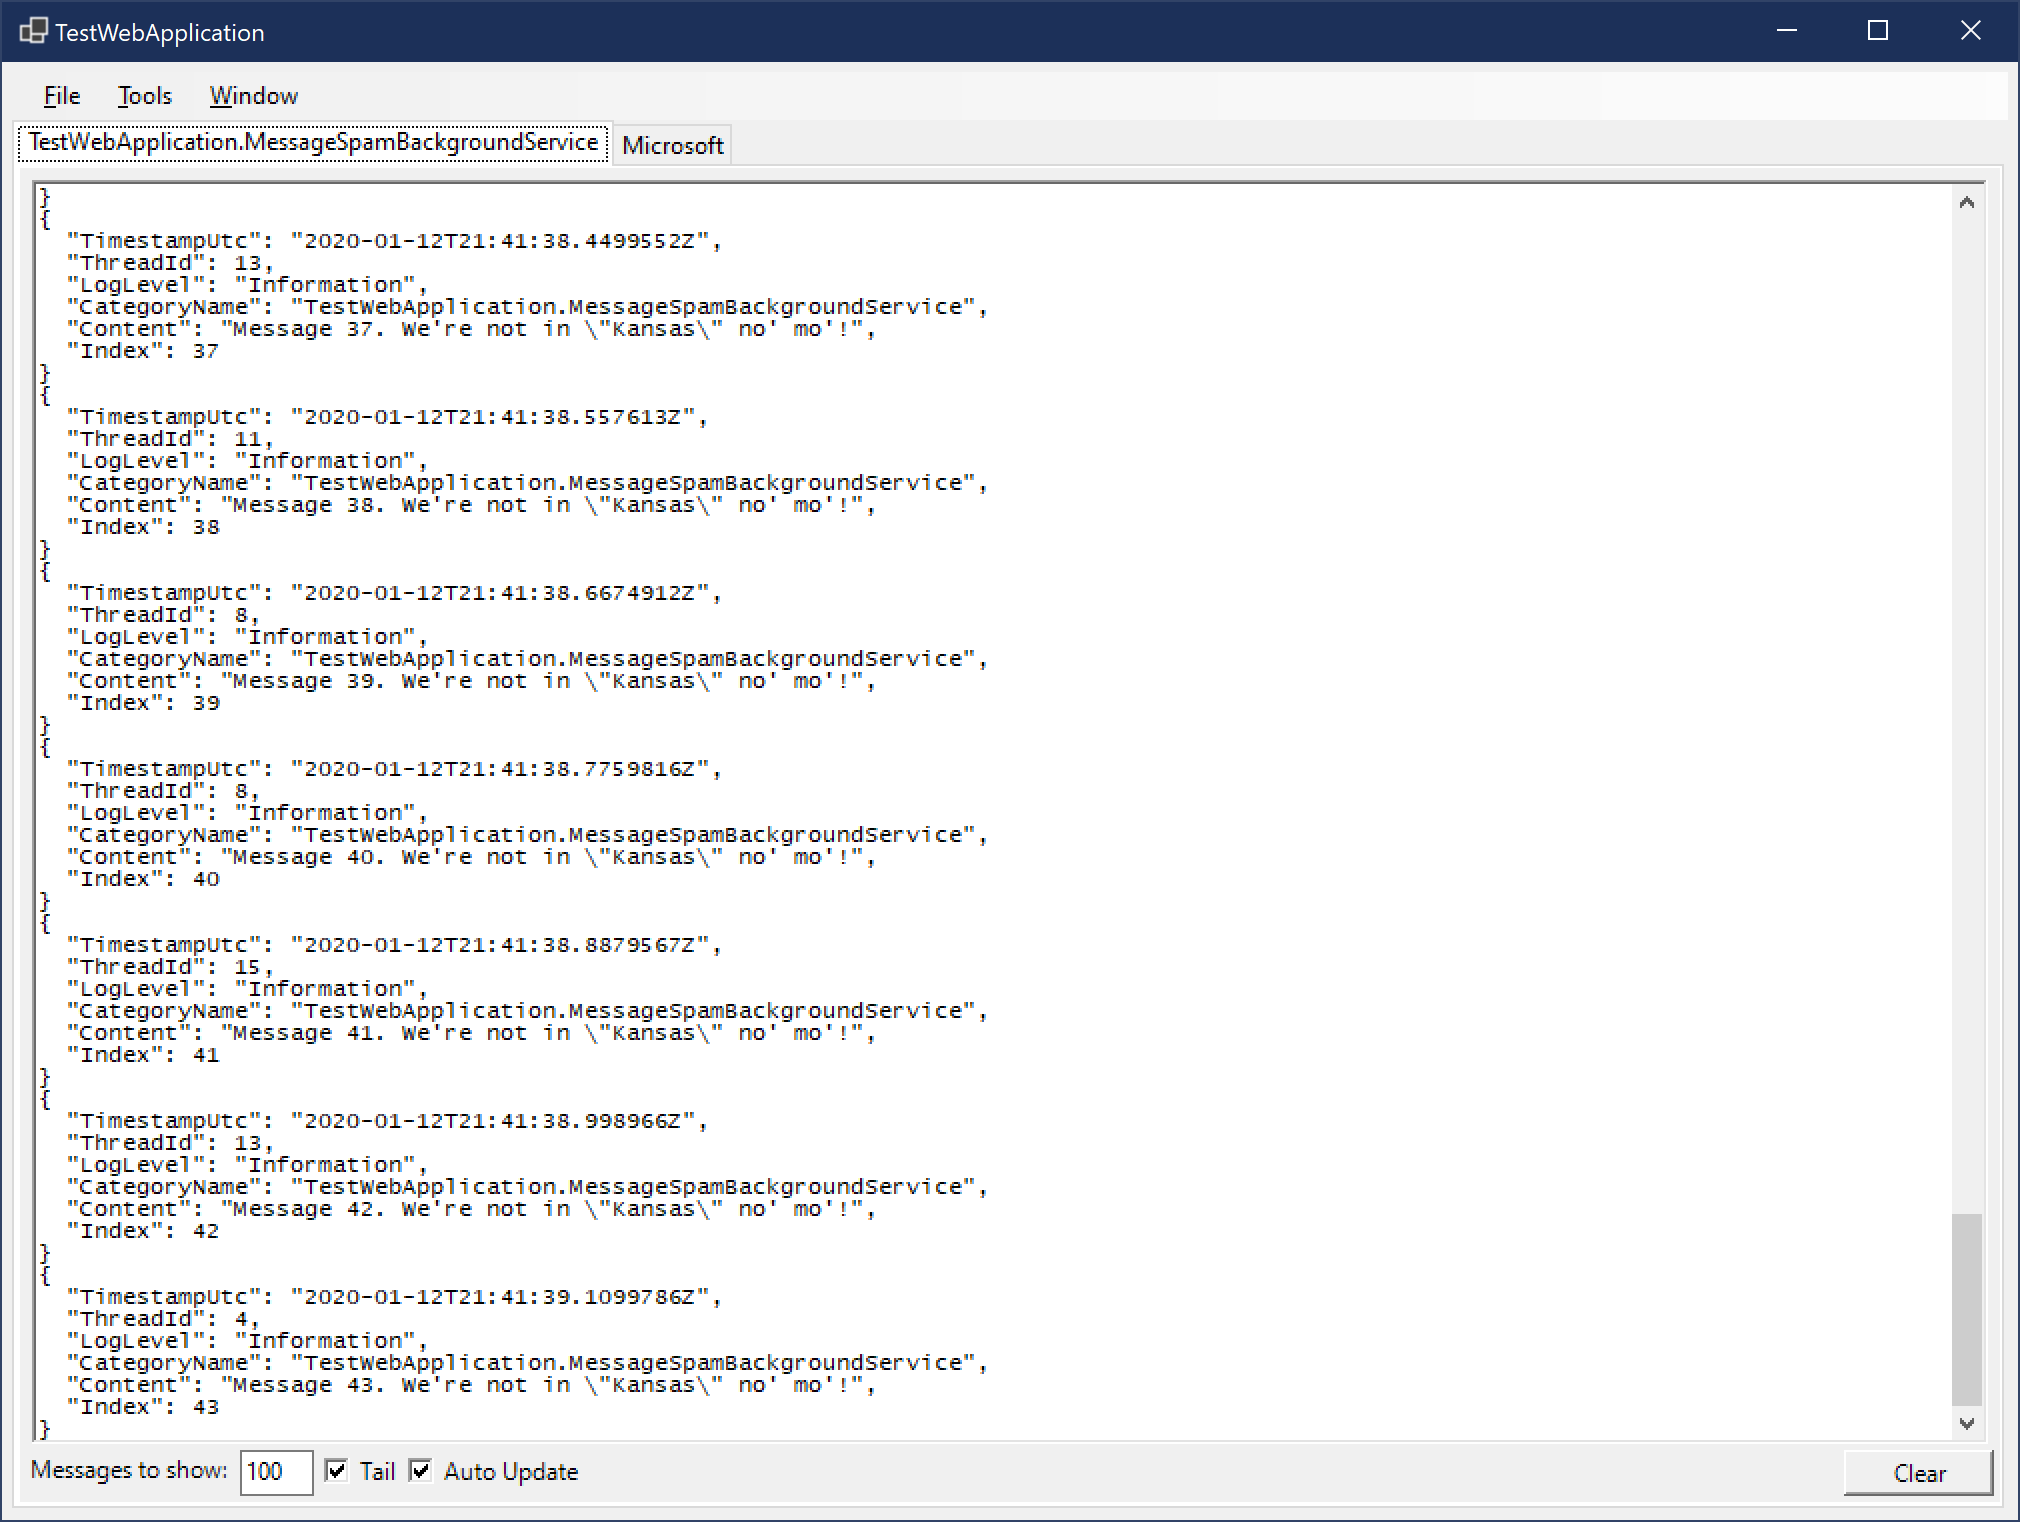 TestWebApplication
File Tools Window
TestWebApplication.MessageSpamBackgroundService Microsoft
}
{
  "TimestampUtc": "2020-01-12T21:41:38.4499552Z",
  "ThreadId": 13,
  "LogLevel": "Information",
  "CategoryName": "TestWebApplication.MessageSpamBackgroundService",
  "Content": "Message 37. We're not in \"Kansas\" no' mo'!",
  "Index": 37
}
{
  "TimestampUtc": "2020-01-12T21:41:38.557613Z",
  "ThreadId": 11,
  "LogLevel": "Information",
  "CategoryName": "TestWebApplication.MessageSpamBackgroundService",
  "Content": "Message 38. We're not in \"Kansas\" no' mo'!",
  "Index": 38
}
{
  "TimestampUtc": "2020-01-12T21:41:38.6674912Z",
  "ThreadId": 8,
  "LogLevel": "Information",
  "CategoryName": "TestWebApplication.MessageSpamBackgroundService",
  "Content": "Message 39. We're not in \"Kansas\" no' mo'!",
  "Index": 39
}
{
  "TimestampUtc": "2020-01-12T21:41:38.7759816Z",
  "ThreadId": 8,
  "LogLevel": "Information",
  "CategoryName": "TestWebApplication.MessageSpamBackgroundService",
  "Content": "Message 40. We're not in \"Kansas\" no' mo'!",
  "Index": 40
}
{
  "TimestampUtc": "2020-01-12T21:41:38.8879567Z",
  "ThreadId": 15,
  "LogLevel": "Information",
  "CategoryName": "TestWebApplication.MessageSpamBackgroundService",
  "Content": "Message 41. We're not in \"Kansas\" no' mo'!",
  "Index": 41
}
{
  "TimestampUtc": "2020-01-12T21:41:38.998966Z",
  "ThreadId": 13,
  "LogLevel": "Information",
  "CategoryName": "TestWebApplication.MessageSpamBackgroundService",
  "Content": "Message 42. We're not in \"Kansas\" no' mo'!",
  "Index": 42
}
{
  "TimestampUtc": "2020-01-12T21:41:39.1099786Z",
  "ThreadId": 4,
  "LogLevel": "Information",
  "CategoryName": "TestWebApplication.MessageSpamBackgroundService",
  "Content": "Message 43. We're not in \"Kansas\" no' mo'!",
  "Index": 43
}
Messages to show: 100 Tail Auto Update Clear